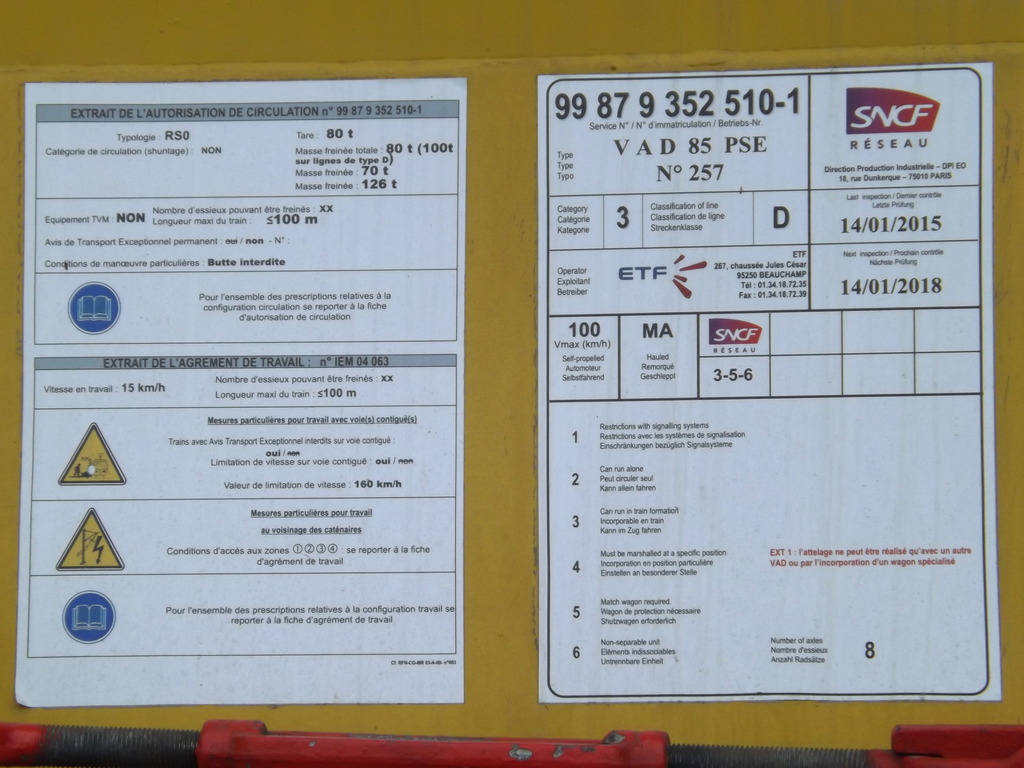 EXTRAIT DE L'AUTORISATION DE CIRCULATION n° 99 87 9 352 510-1
Typologie : RS0
Catégorie de circulation (shuntage) : NON
Tare : 80 t
Masse freinée totale : 80 t (100t
sur lignes de type D)
Masse freinée : 70 t
Masse freinée : 126 t
Equipement TVM : NON
Nombre d'essieux pouvant être freinés : XX
Longueur maxi du train : ≤100 m
Avis de Transport Exceptionnel permanent : oui / non - N° :
Conditions de manœuvre particulières : Butte interdite
Pour l'ensemble des prescriptions relatives à la
configuration circulation se reporter à la fiche
d'autorisation de circulation
EXTRAIT DE L'AGREMENT DE TRAVAIL : n° IEM 04 063
Vitesse en travail : 15 km/h
Nombre d'essieux pouvant être freinés : XX
Longueur maxi du train : ≤100 m
Mesures particulières pour travail avec voie(s) contiguë(s)
Trains avec Avis Transport Exceptionnel interdits sur voie contiguë :
oui / non
Limitation de vitesse sur voie contiguë : oui / non
Valeur de limitation de vitesse : 160 km/h
Mesures particulières pour travail
au voisinage des caténaires
Conditions d'accès aux zones ①②③④ : se reporter à la fiche
d'agrément de travail
Pour l'ensemble des prescriptions relatives à la configuration travail se
reporter à la fiche d'agrément de travail
99 87 9 352 510-1
Service N° / N° d'immatriculation / Betriebs-Nr.
Type
Type
Typo
VAD 85 PSE
N° 257
SNCF
RÉSEAU
Direction Production Industrielle – DPI EO
18, rue Dunkerque – 75010 PARIS
Category
Catégorie
Kategorie
3
Classification of line
Classification de ligne
Streckenklasse
D
Last inspection / Dernier contrôle
Letzte Prüfung
14/01/2015
Operator
Exploitant
Betreiber
ETF
ETF
267, chaussée Jules César
95250 BEAUCHAMP
Tél : 01.34.18.72.35
Fax : 01.34.18.72.39
Next inspection / Prochain contrôle
Nächste Prüfung
14/01/2018
100
Vmax (km/h)
Self-propelled
Automoteur
Selbstfahrend
MA
Hauled
Remorqué
Geschleppt
SNCF
RÉSEAU
3-5-6
1
Restrictions with signalling systems
Restrictions avec les systèmes de signalisation
Einschränkungen bezüglich Signalsysteme
2
Can run alone
Peut circuler seul
Kann allein fahren
3
Can run in train formation
Incorporable en train
Kann im Zug fahren
4
Must be marshalled at a specific position
Incorporation en position particulière
Einstellen an besonderer Stelle
EXT 1 : l'attelage ne peut être réalisé qu'avec un autre
VAD ou par l'incorporation d'un wagon spécialisé
5
Match wagon required.
Wagon de protection nécessaire
Shutzwagen erforderlich
6
Non-separable unit
Eléments indissociables
Untrennbare Einheit
Number of axles
Nombre d'essieux
Anzahl Radsätze
8